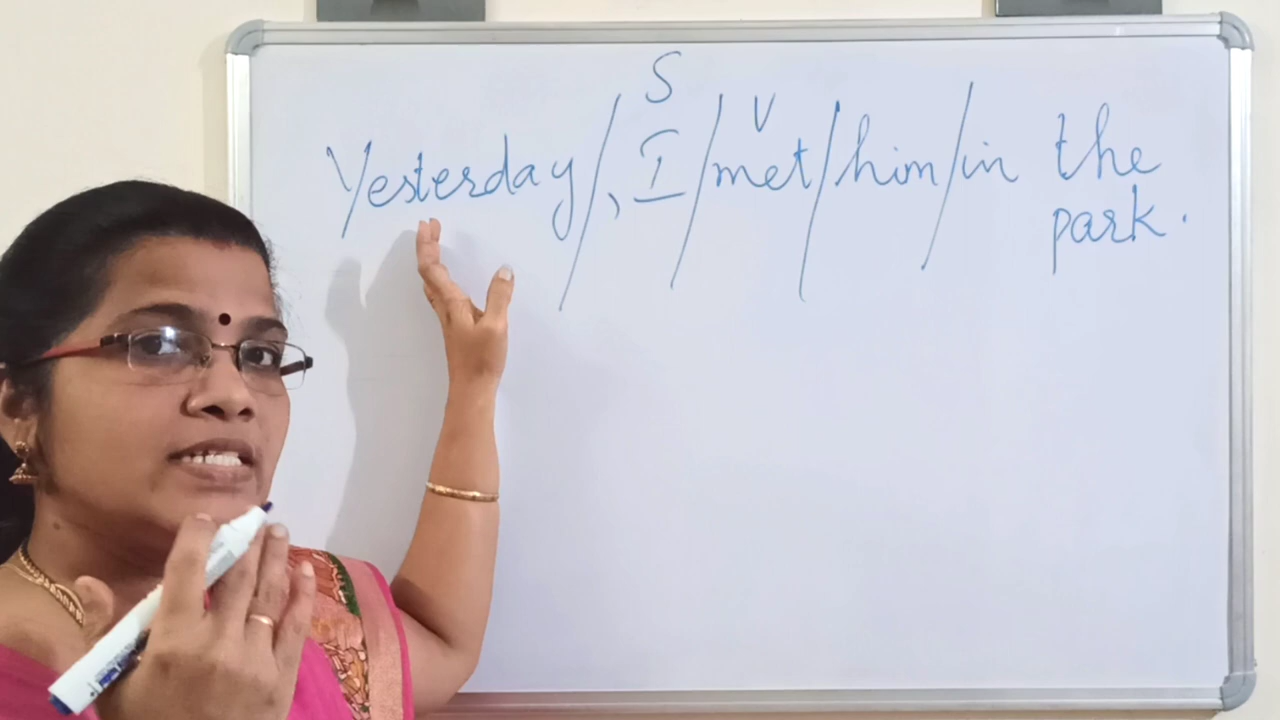 S V
Yesterday/, I/met/him/in the
park.